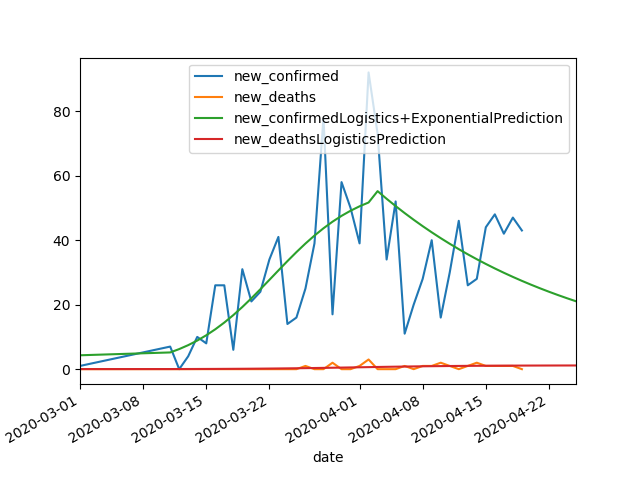 new_confirmed
new_deaths
new_confirmedLogistics+ExponentialPrediction
new_deathsLogisticsPrediction
80
60
40
20
0
2020-03-01
2020-03-08
2020-03-15
2020-03-22
2020-04-01
2020-04-08
2020-04-15
2020-04-22
date